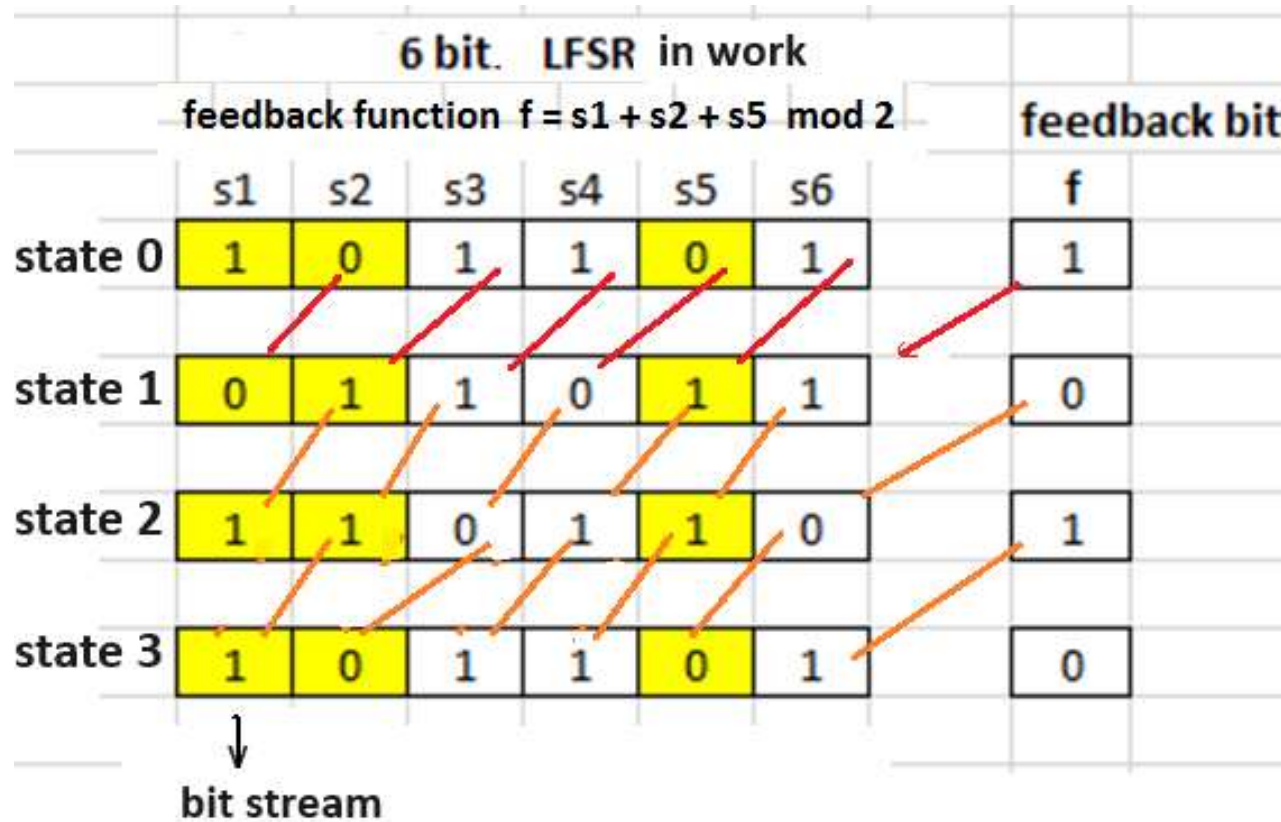 6 bit. LFSR in work
feedback function f = s1 + s2 + s5 mod 2 feedback bit
s1 s2 s3 s4 s5 s6 f
state 0 1 0 1 1 0 1 1
state 1 0 1 1 0 1 1 0
state 2 1 1 0 1 1 0 1
state 3 1 0 1 1 0 1 0
bit stream